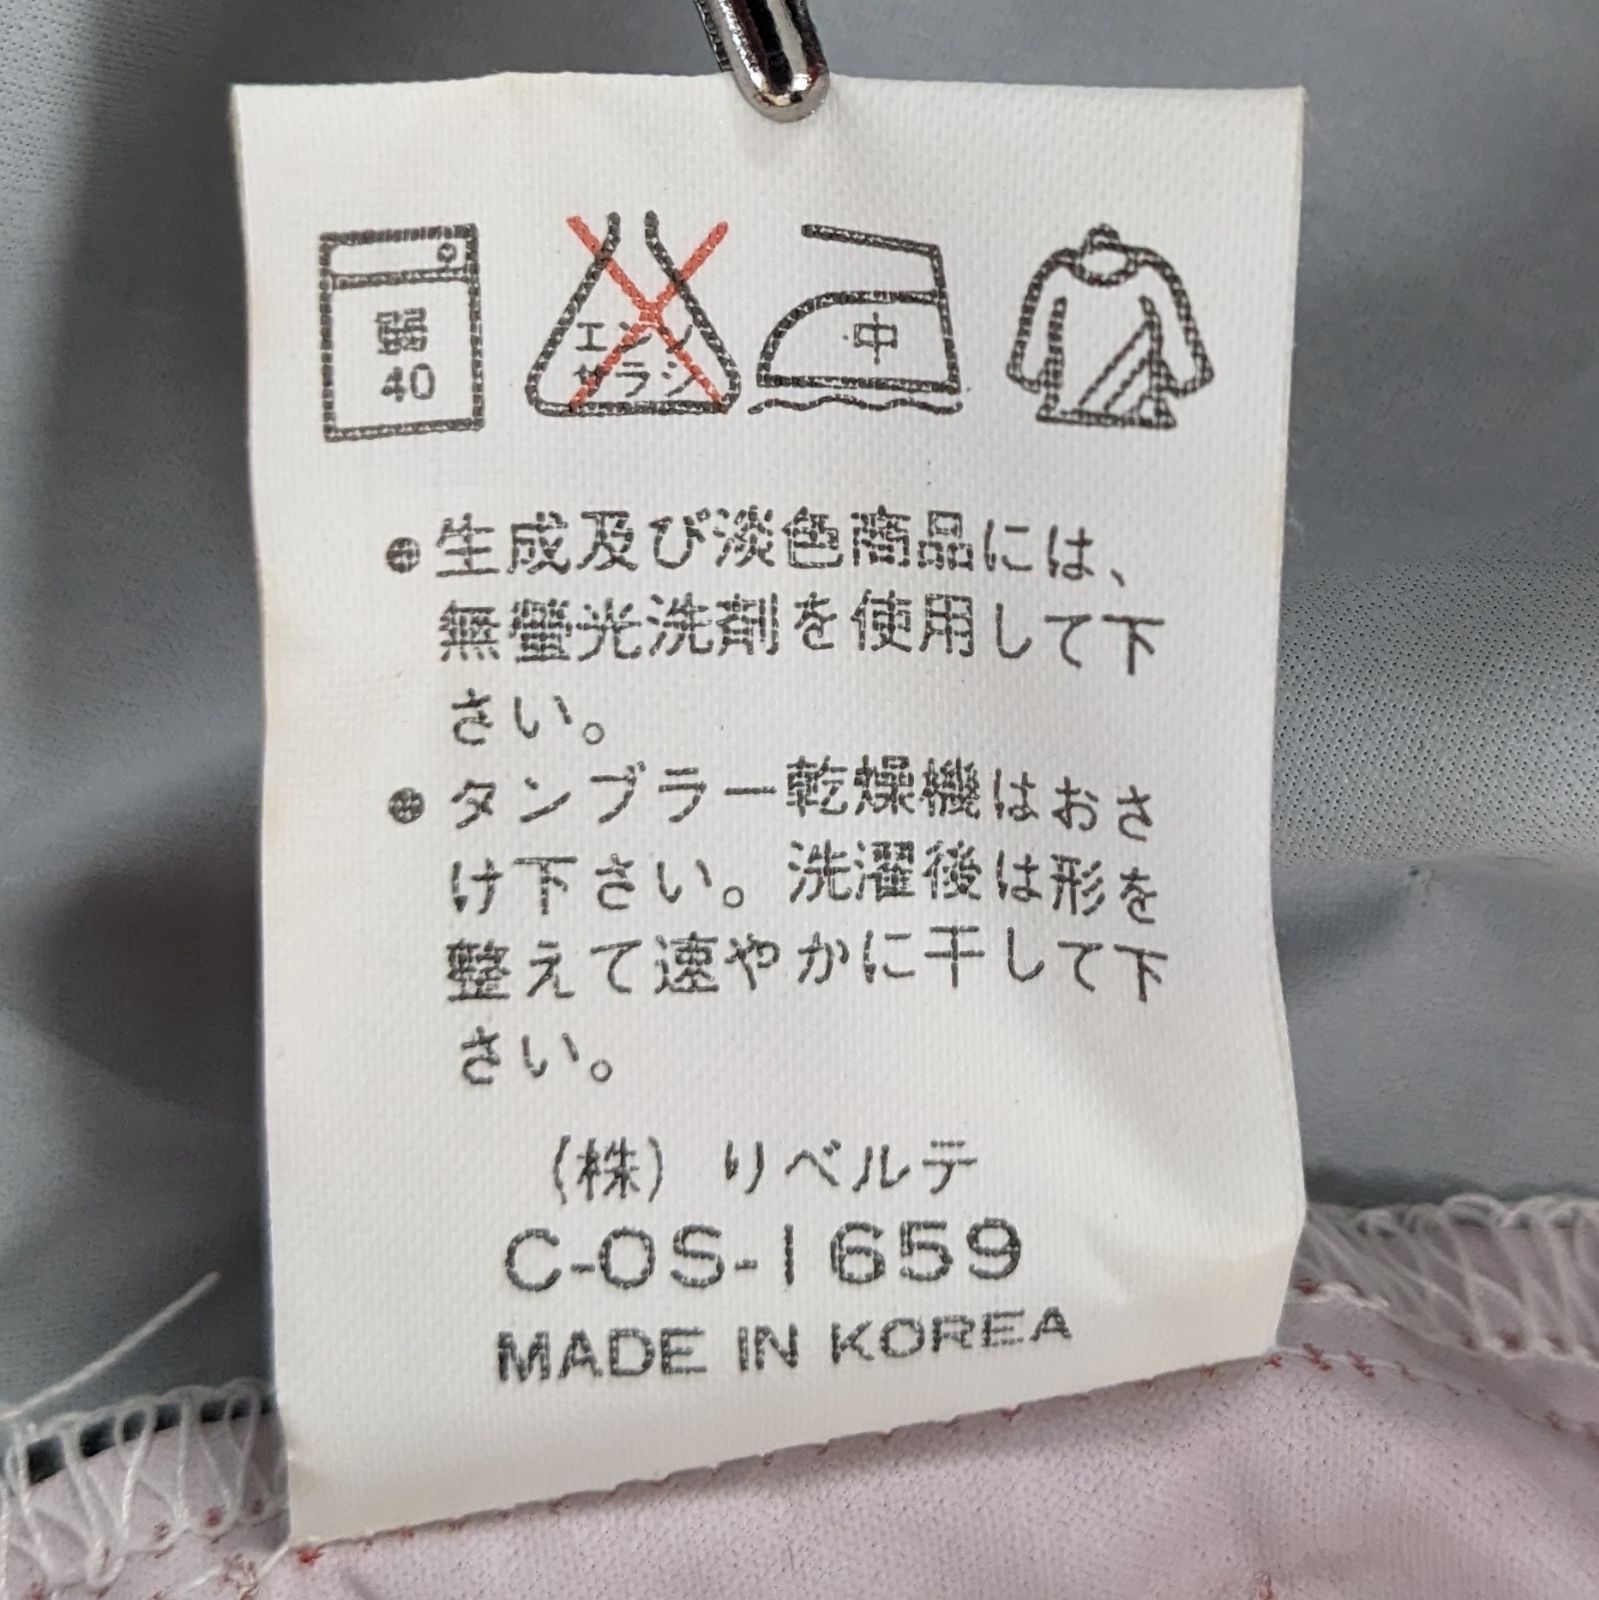 弱
40
エンソ
サラシ
中
●生成及び淡色商品には、
無螢光洗剤を使用して下
さい。
●タンブラー乾燥機はおさ
け下さい。洗濯後は形を
整えて速やかに干して下
さい。
(株) リベルテ
C-OS-1659
MADE IN KOREA